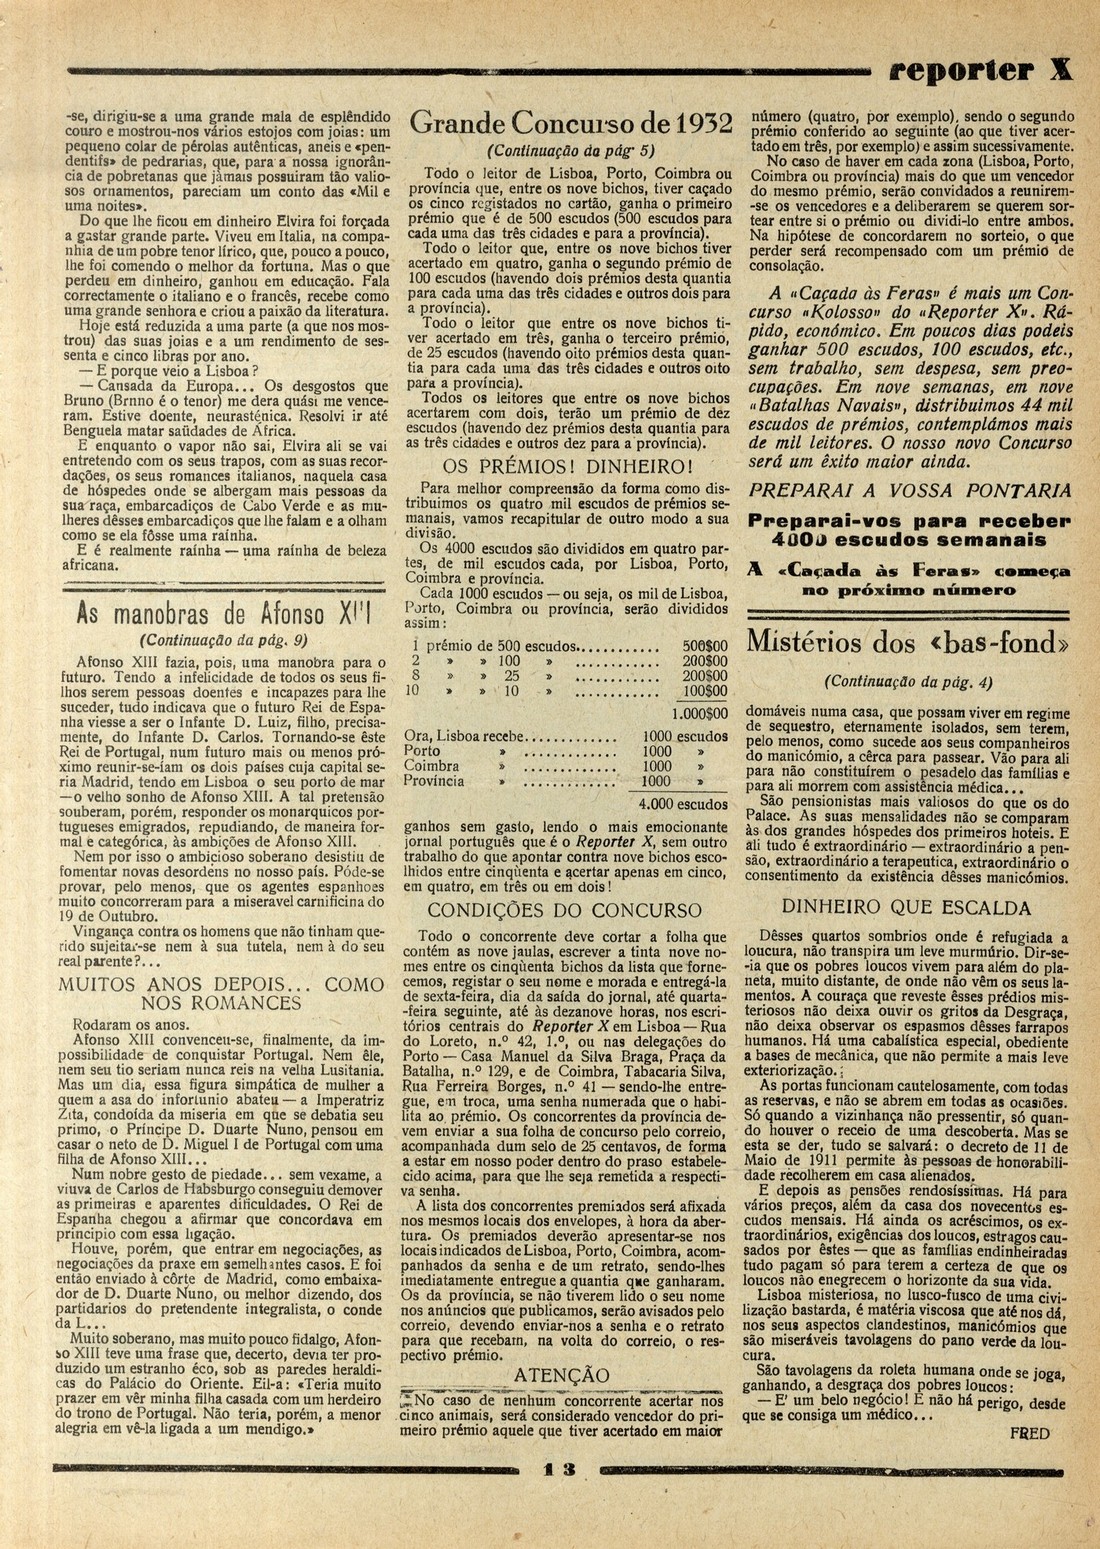 reporter X
-se, dirigiu-se a uma grande mala de esplêndido
couro e mostrou-nos vários estojos com joias: um
pequeno colar de pérolas autênticas, aneis e «pen-
dentifs» de pedrarias, que, para a nossa ignorân-
cia de pobretanas que jàmais possuiram tão valio-
sos ornamentos, pareciam um conto das «Mil e
uma noites».
Do que lhe ficou em dinheiro Elvira foi forçada
a gastar grande parte. Viveu em Italia, na compa-
nhia de um pobre tenor lírico, que, pouco a pouco,
lhe foi comendo o melhor da fortuna. Mas o que
perdeu em dinheiro, ganhou em educação. Fala
correctamente o italiano e o francês, recebe como
uma grande senhora e criou a paixão da literatura.
Hoje está reduzida a uma parte (a que nos mos-
trou) das suas joias e a um rendimento de ses-
senta e cinco libras por ano.
— E porque veio a Lisboa?
— Cansada da Europa... Os desgostos que
Bruno (Brnno é o tenor) me dera quási me vence-
ram. Estive doente, neurasténica. Resolvi ir até
Benguela matar saüdades de África.
E enquanto o vapor não sai, Elvira ali se vai
entretendo com os seus trapos, com as suas recor-
dações, os seus romances italianos, naquela casa
de hóspedes onde se albergam mais pessoas da
sua raça, embarcadiços de Cabo Verde e as mu-
lheres dêsses embarcadiços que lhe falam e a olham
como se ela fôsse uma raínha.
E é realmente raínha — uma raínha de beleza
africana.
As manobras de Afonso XIII
(Continuação da pág. 9)
Afonso XIII fazia, pois, uma manobra para o
futuro. Tendo a infelicidade de todos os seus fi-
lhos serem pessoas doentes e incapazes para lhe
suceder, tudo indicava que o futuro Rei de Espa-
nha viesse a ser o Infante D. Luiz, filho, precisa-
mente, do Infante D. Carlos. Tornando-se êste
Rei de Portugal, num futuro mais ou menos pró-
ximo reunir-se-iam os dois países cuja capital se-
ria Madrid, tendo em Lisboa o seu porto de mar
— o velho sonho de Afonso XIII. A tal pretensão
souberam, porém, responder os monarquicos por-
tugueses emigrados, repudiando, de maneira for-
mal e categórica, às ambições de Afonso XIII.
Nem por isso o ambicioso soberano desistiu de
fomentar novas desordens no nosso país. Póde-se
provar, pelo menos, que os agentes espanhoes
muito concorreram para a miseravel carnificina do
19 de Outubro.
Vingança contra os homens que não tinham que-
rido sujeitar-se nem à sua tutela, nem à do seu
real parente?...
MUITOS ANOS DEPOIS... COMO
NOS ROMANCES
Rodaram os anos.
Afonso XIII convenceu-se, finalmente, da im-
possibilidade de conquistar Portugal. Nem êle,
nem seu tio seriam nunca reis na velha Lusitania.
Mas um dia, essa figura simpática de mulher a
quem a asa do infortunio abateu — a Imperatriz
Zita, condoída da miseria em que se debatia seu
primo, o Príncipe D. Duarte Nuno, pensou em
casar o neto de D. Miguel I de Portugal com uma
filha de Afonso XIII...
Num nobre gesto de piedade... sem vexame, a
viuva de Carlos de Habsburgo conseguiu demover
as primeiras e aparentes dificuldades. O Rei de
Espanha chegou a afirmar que concordava em
principio com essa ligação.
Houve, porém, que entrar em negociações, as
negociações da praxe em semelhantes casos. E foi
então enviado à côrte de Madrid, como embaixa-
dor de D. Duarte Nuno, ou melhor dizendo, dos
partidarios do pretendente integralista, o conde
da L...
Muito soberano, mas muito pouco fidalgo, Afon-
so XIII teve uma frase que, decerto, devia ter pro-
duzido um estranho éco, sob as paredes heraldi-
cas do Palácio do Oriente. Eil-a: «Teria muito
prazer em vêr minha filha casada com um herdeiro
do trono de Portugal. Não teria, porém, a menor
alegria em vê-la ligada a um mendigo.»
Grande Concurso de 1932
(Continuação da pág 5)
Todo o leitor de Lisboa, Porto, Coimbra ou
província que, entre os nove bichos, tiver caçado
os cinco registados no cartão, ganha o primeiro
prémio que é de 500 escudos (500 escudos para
cada uma das três cidades e para a província).
Todo o leitor que, entre os nove bichos tiver
acertado em quatro, ganha o segundo prémio de
100 escudos (havendo dois prémios desta quantia
para cada uma das três cidades e outros dois para
a província).
Todo o leitor que entre os nove bichos ti-
ver acertado em três, ganha o terceiro prémio,
de 25 escudos (havendo oito prémios desta quan-
tia para cada uma das três cidades e outros oito
para a província).
Todos os leitores que entre os nove bichos
acertarem com dois, terão um prémio de dez
escudos (havendo dez prémios desta quantia para
as três cidades e outros dez para a província).
OS PRÉMIOS! DINHEIRO!
Para melhor compreensão da forma como dis-
tribuimos os quatro mil escudos de prémios se-
manais, vamos recapitular de outro modo a sua
divisão.
Os 4000 escudos são divididos em quatro par-
tes, de mil escudos cada, por Lisboa, Porto,
Coimbra e província.
Cada 1000 escudos — ou seja, os mil de Lisboa,
Porto, Coimbra ou província, serão divididos
assim:
1 prémio de 500 escudos........... 500$00
2 » » 100 » ............ 200$00
8 » » 25 » ............ 200$00
10 » » 10 » ............ 100$00
1.000$00
Ora, Lisboa recebe............ 1000 escudos
Porto » ............ 1000 »
Coimbra » ............ 1000 »
Província » ............ 1000 »
4.000 escudos
ganhos sem gasto, lendo o mais emocionante
jornal português que é o Reporter X, sem outro
trabalho do que apontar contra nove bichos esco-
lhidos entre cinqüenta e acertar apenas em cinco,
em quatro, em três ou em dois!
CONDIÇÕES DO CONCURSO
Todo o concorrente deve cortar a folha que
contém as nove jaulas, escrever a tinta nove no-
mes entre os cinqüenta bichos da lista que forne-
cemos, registar o seu nome e morada e entregá-la
de sexta-feira, dia da saída do jornal, até quarta-
-feira seguinte, até às dezanove horas, nos escri-
tórios centrais do Reporter X em Lisboa — Rua
do Loreto, n.º 42, 1.º, ou nas delegações do
Porto — Casa Manuel da Silva Braga, Praça da
Batalha, n.º 129, e de Coimbra, Tabacaria Silva,
Rua Ferreira Borges, n.º 41 — sendo-lhe entre-
gue, em troca, uma senha numerada que o habi-
lita ao prémio. Os concorrentes da província de-
vem enviar a sua folha de concurso pelo correio,
acompanhada dum selo de 25 centavos, de forma
a estar em nosso poder dentro do praso estabele-
cido acima, para que lhe seja remetida a respecti-
va senha.
A lista dos concorrentes premiados será afixada
nos mesmos locais dos envelopes, à hora da aber-
tura. Os premiados deverão apresentar-se nos
locais indicados de Lisboa, Porto, Coimbra, acom-
panhados da senha e de um retrato, sendo-lhes
imediatamente entregue a quantia que ganharam.
Os da província, se não tiverem lido o seu nome
nos anúncios que publicamos, serão avisados pelo
correio, devendo enviar-nos a senha e o retrato
para que recebam, na volta do correio, o res-
pectivo prémio.
ATENÇÃO
No caso de nenhum concorrente acertar nos
cinco animais, será considerado vencedor do pri-
meiro prémio aquele que tiver acertado em maior
número (quatro, por exemplo), sendo o segundo
prémio conferido ao seguinte (ao que tiver acer-
tado em três, por exemplo) e assim sucessivamente.
No caso de haver em cada zona (Lisboa, Porto,
Coimbra ou província) mais do que um vencedor
do mesmo prémio, serão convidados a reunirem-
-se os vencedores e a deliberarem se querem sor-
tear entre si o prémio ou dividi-lo entre ambos.
Na hipótese de concordarem no sorteio, o que
perder será recompensado com um prémio de
consolação.
A «Caçada às Feras» é mais um Con-
curso «Kolosso» do «Reporter X». Rá-
pido, económico. Em poucos dias podeis
ganhar 500 escudos, 100 escudos, etc.,
sem trabalho, sem despesa, sem preo-
cupações. Em nove semanas, em nove
«Batalhas Navais», distribuimos 44 mil
escudos de prémios, contemplámos mais
de mil leitores. O nosso novo Concurso
será um êxito maior ainda.
PREPARAI A VOSSA PONTARIA
Preparai-vos para receber
4000 escudos semanais
A «Caçada às Feras» começa
no próximo número
Mistérios dos «bas-fond»
(Continuação da pág. 4)
domáveis numa casa, que possam viver em regime
de sequestro, eternamente isolados, sem terem,
pelo menos, como sucede aos seus companheiros
do manicómio, a cêrca para passear. Vão para ali
para não constituírem o pesadelo das famílias e
para ali morrem com assistência médica...
São pensionistas mais valiosos do que os do
Palace. As suas mensalidades não se comparam
às dos grandes hóspedes dos primeiros hoteis. E
ali tudo é extraordinário — extraordinário a pen-
são, extraordinário a terapeutica, extraordinário o
consentimento da existência dêsses manicómios.
DINHEIRO QUE ESCALDA
Dêsses quartos sombrios onde é refugiada a
loucura, não transpira um leve murmúrio. Dir-se-
-ia que os pobres loucos vivem para além do pla-
neta, muito distante, de onde não vêm os seus la-
mentos. A couraça que reveste êsses prédios mis-
teriosos não deixa ouvir os gritos da Desgraça,
não deixa observar os espasmos dêsses farrapos
humanos. Há uma cabalística especial, obediente
a bases de mecânica, que não permite a mais leve
exteriorização.
As portas funcionam cautelosamente, com todas
as reservas, e não se abrem em todas as ocasiões.
Só quando a vizinhança não pressentir, só quan-
do houver o receio de uma descoberta. Mas se
esta se der, tudo se salvará: o decreto de 11 de
Maio de 1911 permite às pessoas de honorabili-
dade recolherem em casa alienados.
E depois as pensões rendosíssimas. Há para
vários preços, além da casa dos novecentos es-
cudos mensais. Há ainda os acréscimos, os ex-
traordinários, exigências dos loucos, estragos cau-
sados por êstes — que as famílias endinheiradas
tudo pagam só para terem a certeza de que os
loucos não enegrecem o horizonte da sua vida.
Lisboa misteriosa, no lusco-fusco de uma civi-
lização bastarda, é matéria viscosa que até nos dá,
nos seus aspectos clandestinos, manicómios que
são miseráveis tavolagens do pano verde da lou-
cura.
São tavolagens da roleta humana onde se joga,
ganhando, a desgraça dos pobres loucos:
— E' um belo negócio! E não há perigo, desde
que se consiga um médico...
FRED
13